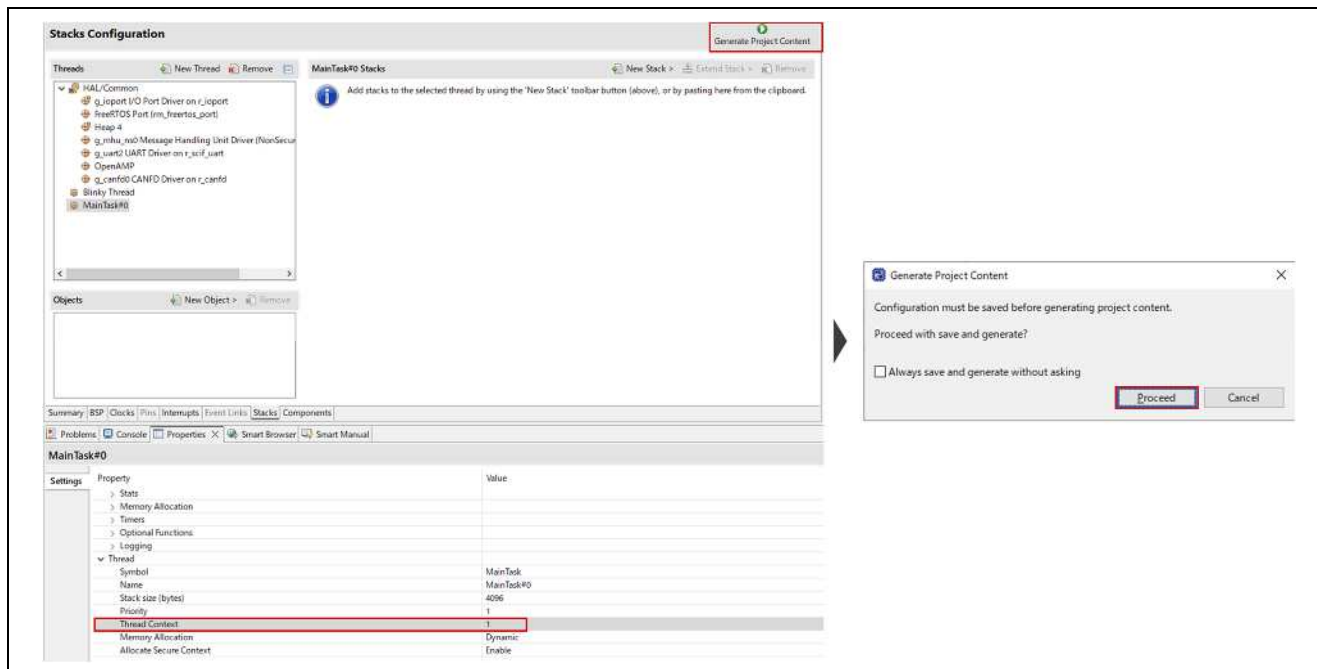 Stacks Configuration
Generate Project Content
Threads
New Thread
Remove
HAL/Common
g_ioport I/O Port Driver on r_ioport
FreeRTOS Port (rm_freertos_port)
Heap 4
g_mhu_ns0 Message Handling Unit Driver (NonSecur
g_uart2 UART Driver on r_scif_uart
OpenAMP
g_canfd0 CANFD Driver on r_canfd
Blinky Thread
MainTask#0
MainTask#0 Stacks
New Stack >
Extend Stack >
Remove
Add stacks to the selected thread by using the 'New Stack' toolbar button (above), or by pasting here from the clipboard.
Objects
New Object >
Remove
Summary BSP Clocks Pins Interrupts Event Links Stacks Components
Problems Console Properties Smart Browser Smart Manual
MainTask#0
Settings
Property Value
Stats
Memory Allocation
Timers
Optional Functions
Logging
Thread
Symbol MainTask
Name MainTask#0
Stack size (bytes) 4096
Priority 1
Thread Context 1
Memory Allocation Dynamic
Allocate Secure Context Enable
Generate Project Content
Configuration must be saved before generating project content.
Proceed with save and generate?
Always save and generate without asking
Proceed
Cancel